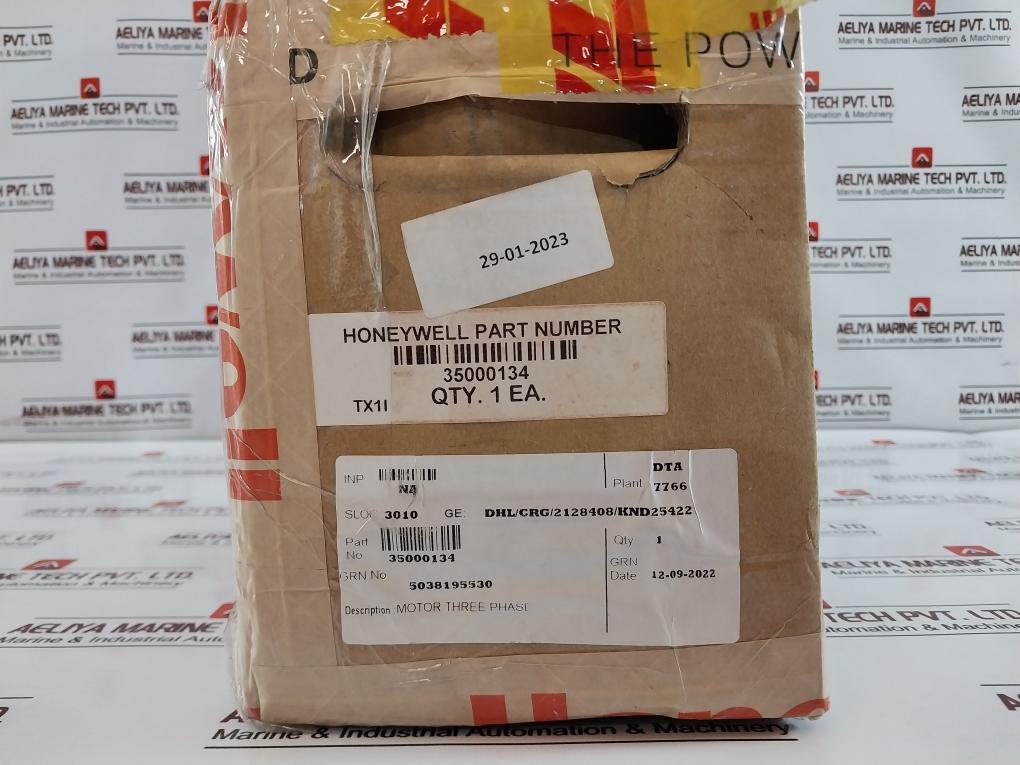 D THE POW
29-01-2023
HONEYWELL PART NUMBER
35000134
QTY. 1 EA.
TX1I
INP NA
Plant DTA 7766
SLOC 3010 GE: DHL/CRG/2128408/KND25422
Part No 35000134
Qty 1
GRN No 5038195530
GRN Date 12-09-2022
Description :MOTOR THREE PHASE
AELIYA MARINE TECH PVT. LTD.
Marine & Industrial Automation & Machinery